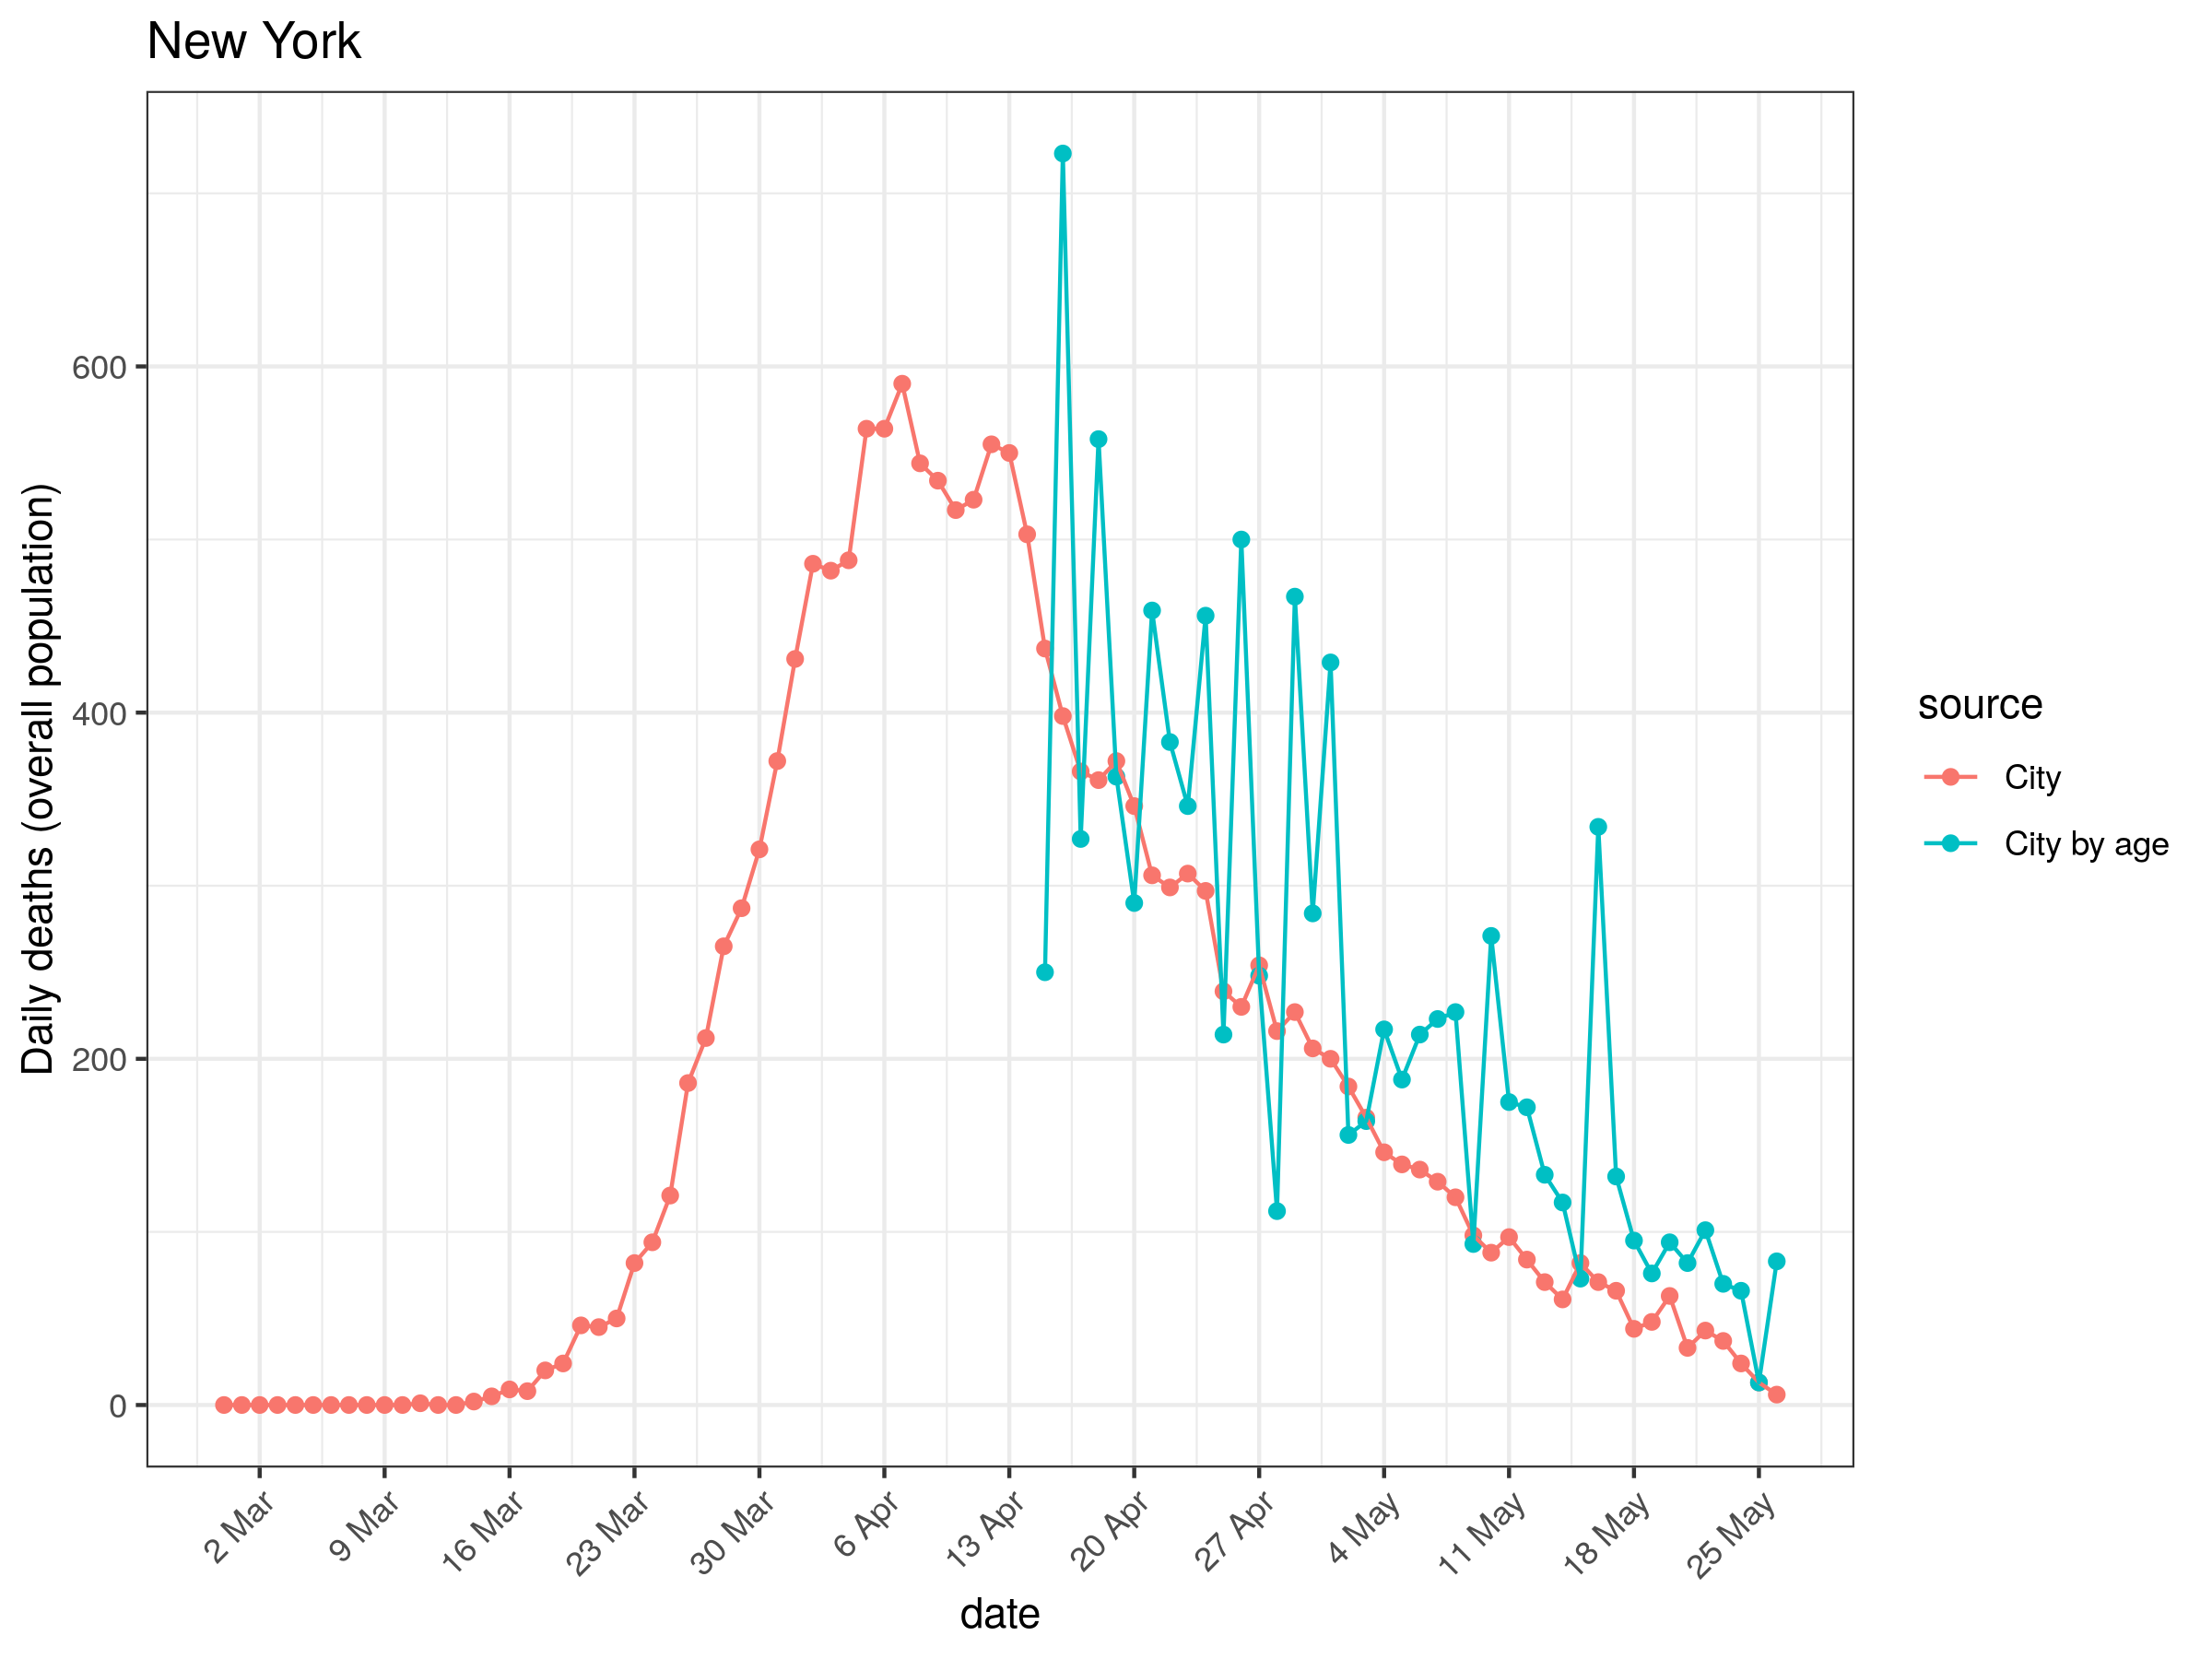 New York
Daily deaths (overall population)
600
400
200
0
2 Mar
9 Mar
16 Mar
23 Mar
30 Mar
6 Apr
13 Apr
20 Apr
27 Apr
4 May
11 May
18 May
25 May
date
source
City
City by age